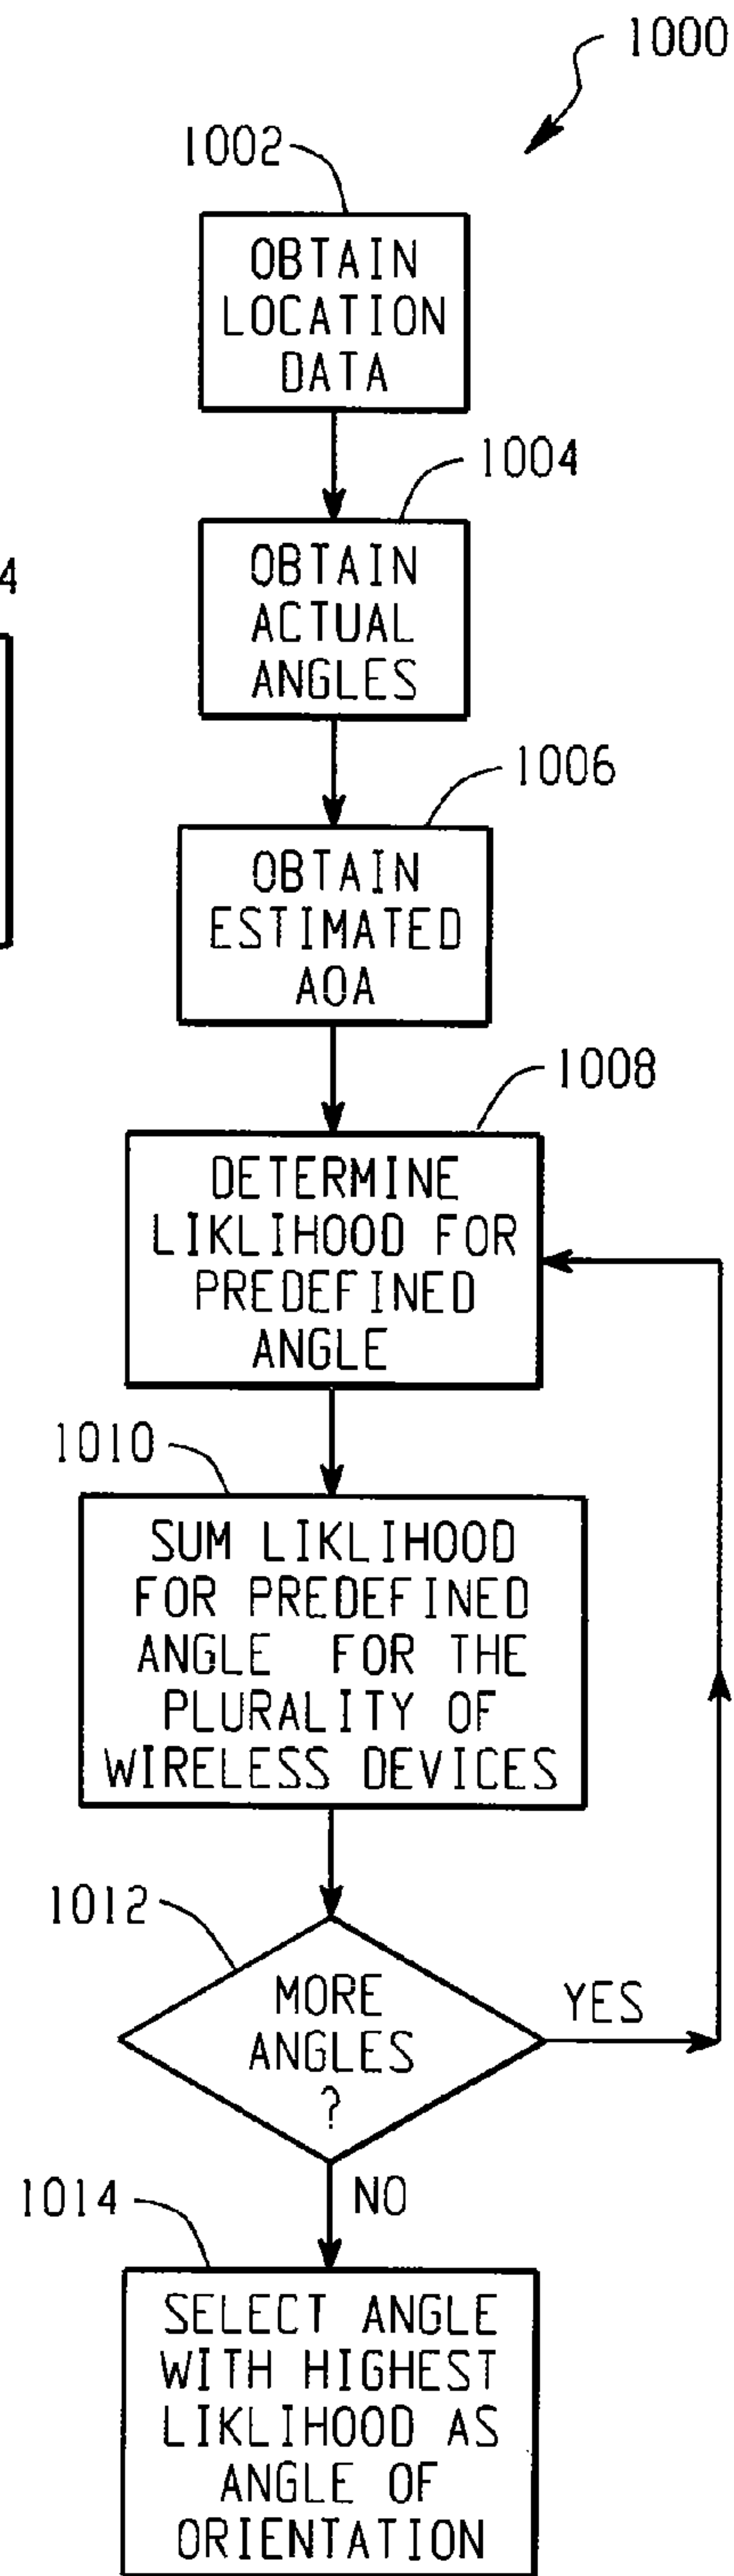 1000
1002
OBTAIN
LOCATION
DATA
1004
OBTAIN
ACTUAL
ANGLES
4
1006
OBTAIN
ESTIMATED
AOA
1008
DETERMINE
LIKLIHOOD FOR
PREDEFINED
ANGLE
1010
SUM LIKLIHOOD
FOR PREDEFINED
ANGLE FOR THE
PLURALITY OF
WIRELESS DEVICES
1012
MORE
ANGLES
?
YES
NO
1014
SELECT ANGLE
WITH HIGHEST
LIKLIHOOD AS
ANGLE OF
ORIENTATION